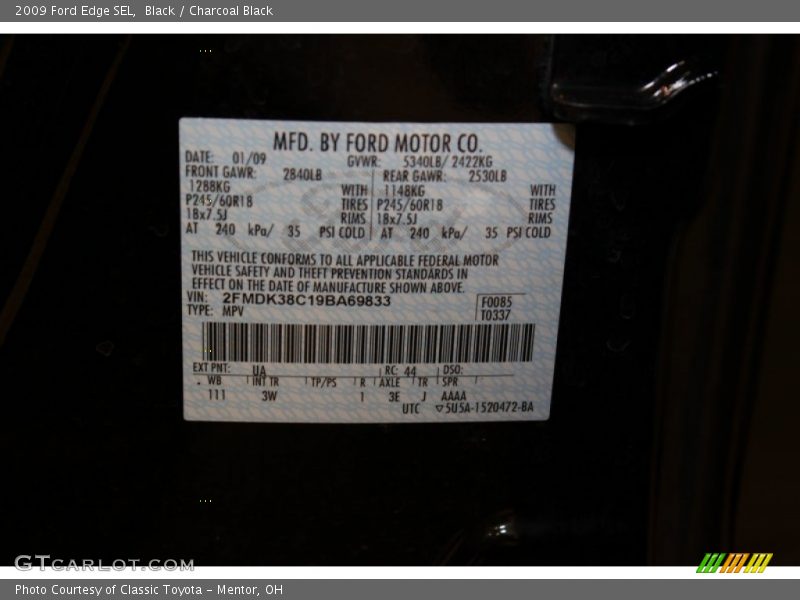 2009 Ford Edge SEL,  Black / Charcoal Black
MFD. BY FORD MOTOR CO.
DATE: 01/09 GVWR: 5340LB/ 2422KG
FRONT GAWR: 2840LB REAR GAWR: 2530LB
1288KG WITH 1148KG WITH
P245/60R18 TIRES P245/60R18 TIRES
18x7.5J RIMS 18x7.5J RIMS
AT 240 kPa/ 35 PSI COLD AT 240 kPa/ 35 PSI COLD
THIS VEHICLE CONFORMS TO ALL APPLICABLE FEDERAL MOTOR
VEHICLE SAFETY AND THEFT PREVENTION STANDARDS IN
EFFECT ON THE DATE OF MANUFACTURE SHOWN ABOVE.
VIN: 2FMDK38C19BA69833 F0085
TYPE: MPV T0337
EXT PNT: UA RC: 44 DSO:
WB INT TR TP/PS R AXLE TR SPR
111 3W 1 3E J AAAA
UTC ▽5U5A-1520472-BA
GTCARLOT.COM
Photo Courtesy of Classic Toyota - Mentor, OH